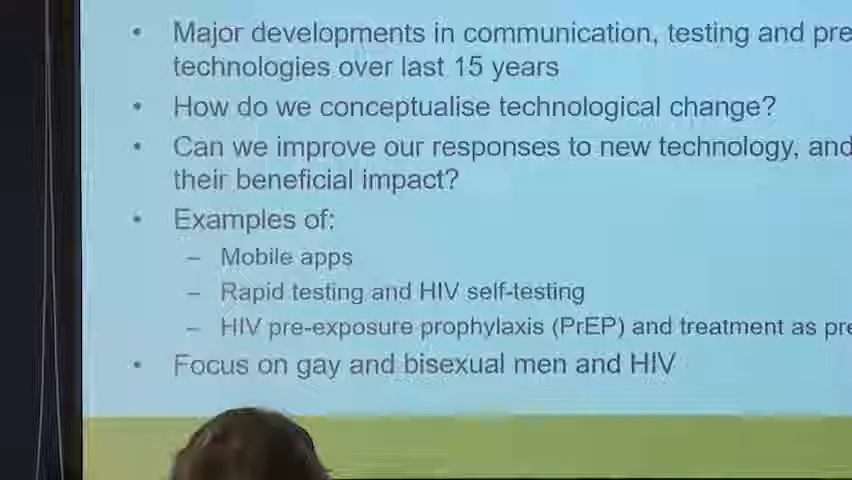 • Major developments in communication, testing and pre
technologies over last 15 years
• How do we conceptualise technological change?
• Can we improve our responses to new technology, and
their beneficial impact?
• Examples of:
– Mobile apps
– Rapid testing and HIV self-testing
– HIV pre-exposure prophylaxis (PrEP) and treatment as pre
• Focus on gay and bisexual men and HIV